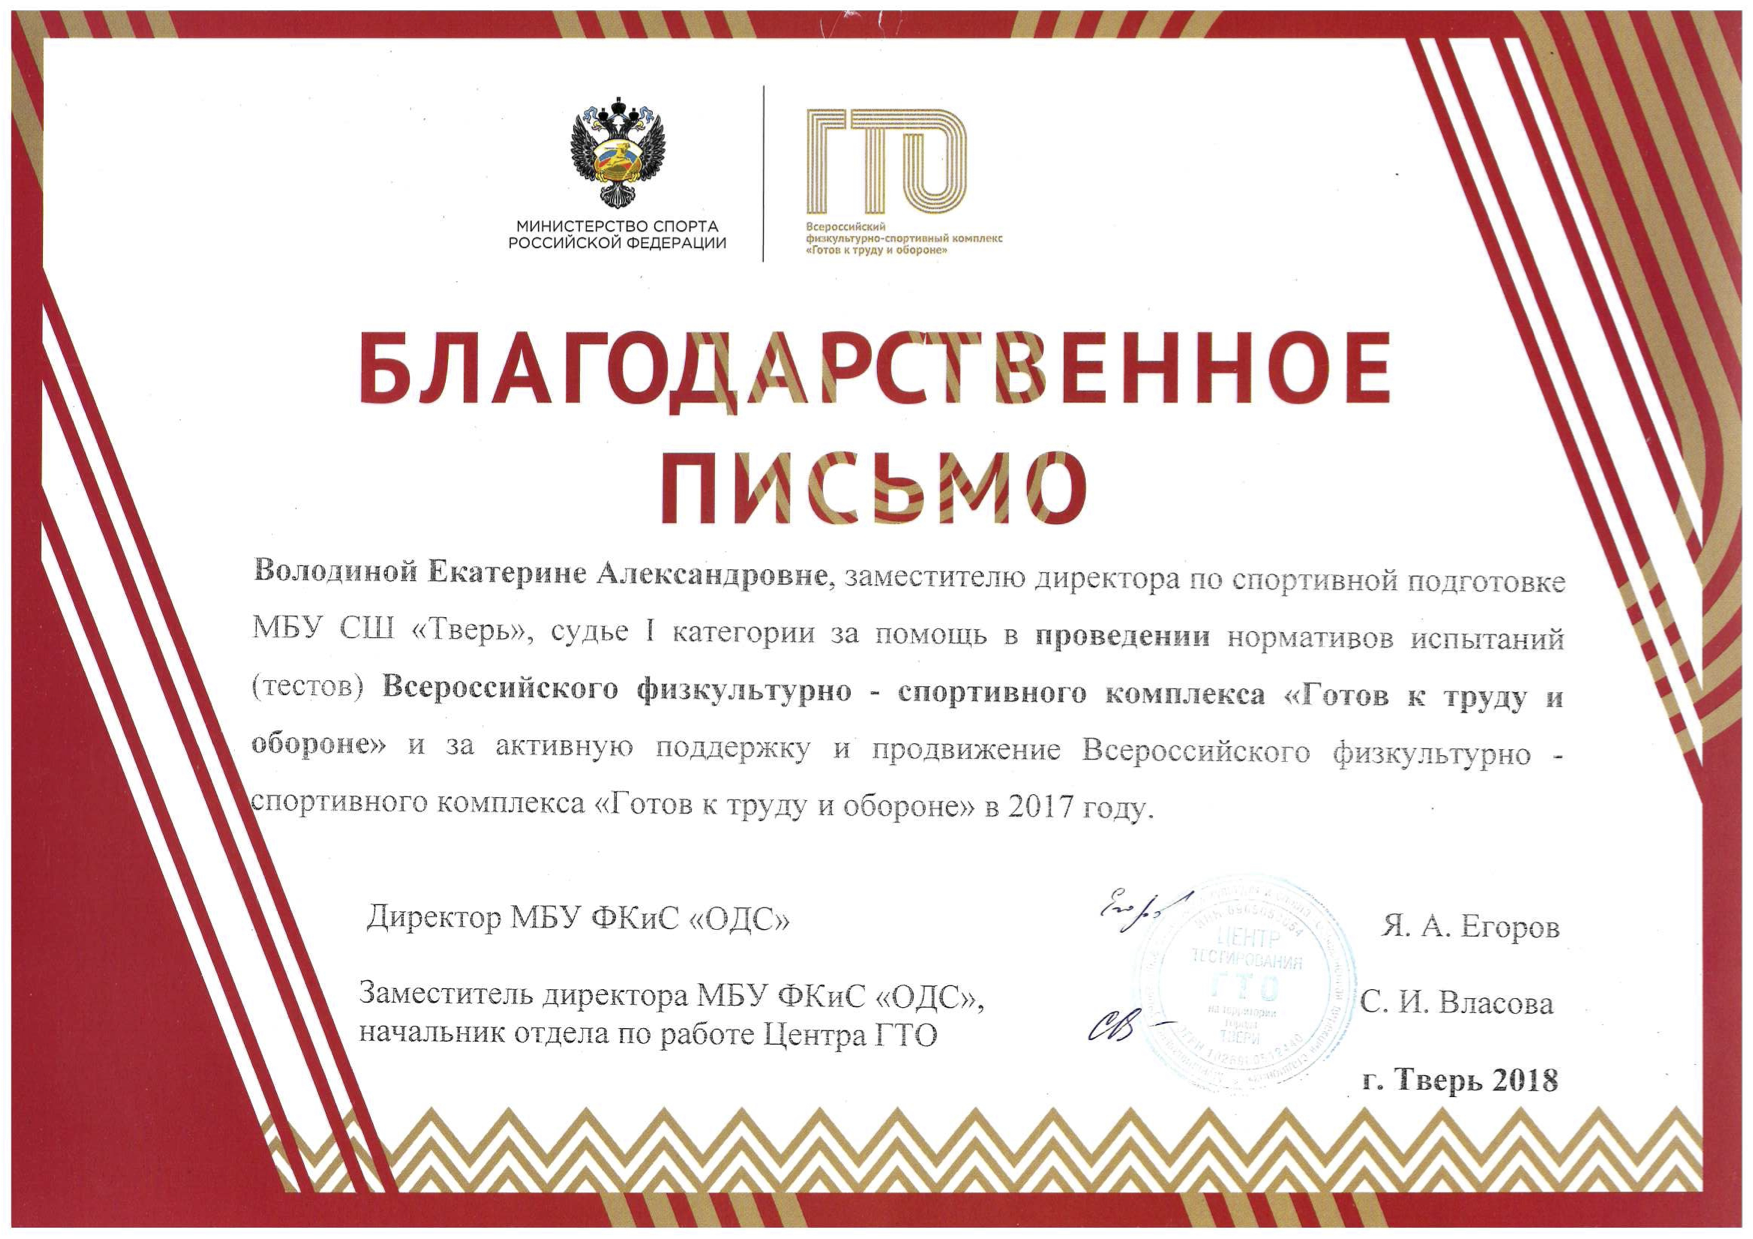 МИНИСТЕРСТВО СПОРТА
РОССИЙСКОЙ ФЕДЕРАЦИИ
ГТО
Всероссийский
физкультурно-спортивный комплекс
«Готов к труду и обороне»
БЛАГОДАРСТВЕННОЕ
ПИСЬМО
Володиной Екатерине Александровне, заместителю директора по спортивной подготовке
МБУ СШ «Тверь», судье I категории за помощь в проведении нормативов испытаний
(тестов) Всероссийского физкультурно - спортивного комплекса «Готов к труду и
обороне» и за активную поддержку и продвижение Всероссийского физкультурно -
спортивного комплекса «Готов к труду и обороне» в 2017 году.
Директор МБУ ФКиС «ОДС»
Я. А. Егоров
Заместитель директора МБУ ФКиС «ОДС»,
начальник отдела по работе Центра ГТО
С. И. Власова
ЦЕНТР
ТЕСТИРОВАНИЯ
ГТО
на территории
города
ТВЕРИ
г. Тверь 2018